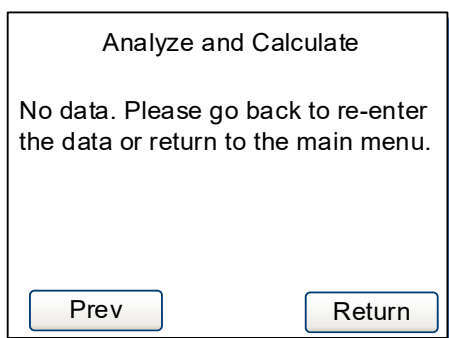 Analyze and Calculate
No data. Please go back to re-enter
the data or return to the main menu.
Prev
Return